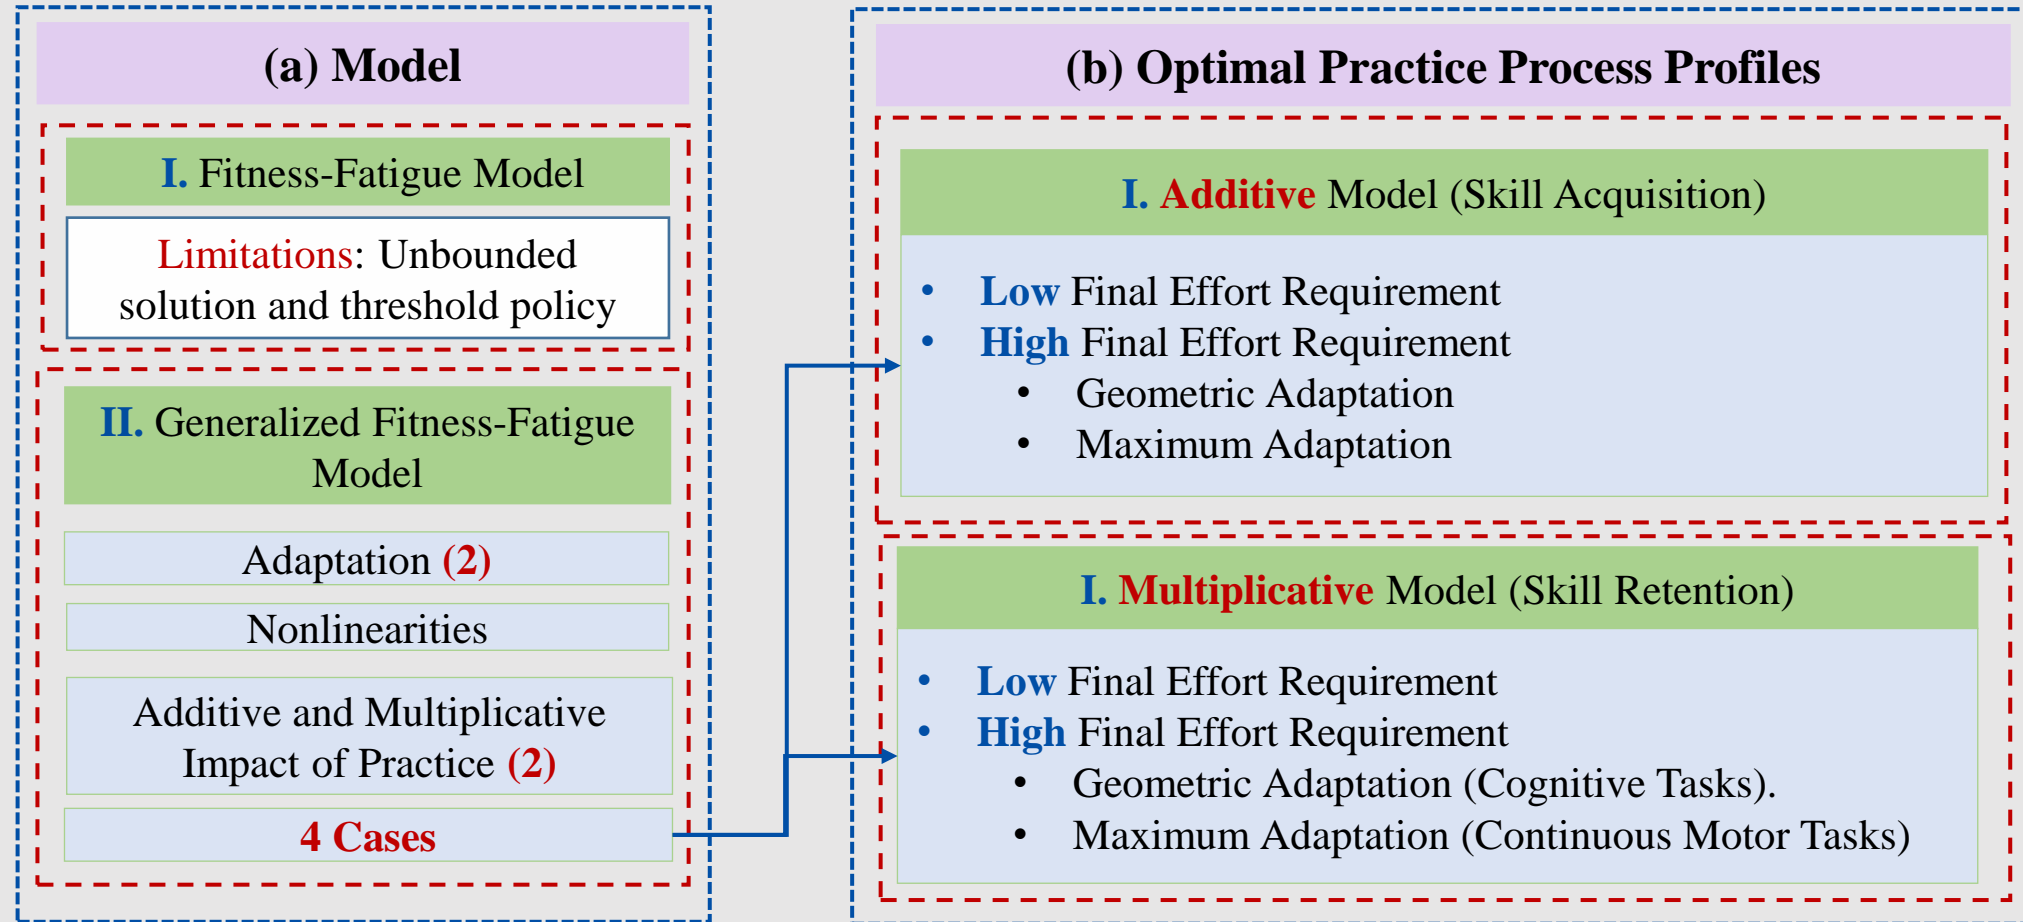 (a) Model
I. Fitness-Fatigue Model
Limitations: Unbounded
solution and threshold policy
II. Generalized Fitness-Fatigue
Model
Adaptation (2)
Nonlinearities
Additive and Multiplicative
Impact of Practice (2)
4 Cases
(b) Optimal Practice Process Profiles
I. Additive Model (Skill Acquisition)
• Low Final Effort Requirement
• High Final Effort Requirement
• Geometric Adaptation
• Maximum Adaptation
I. Multiplicative Model (Skill Retention)
• Low Final Effort Requirement
• High Final Effort Requirement
• Geometric Adaptation (Cognitive Tasks).
• Maximum Adaptation (Continuous Motor Tasks)